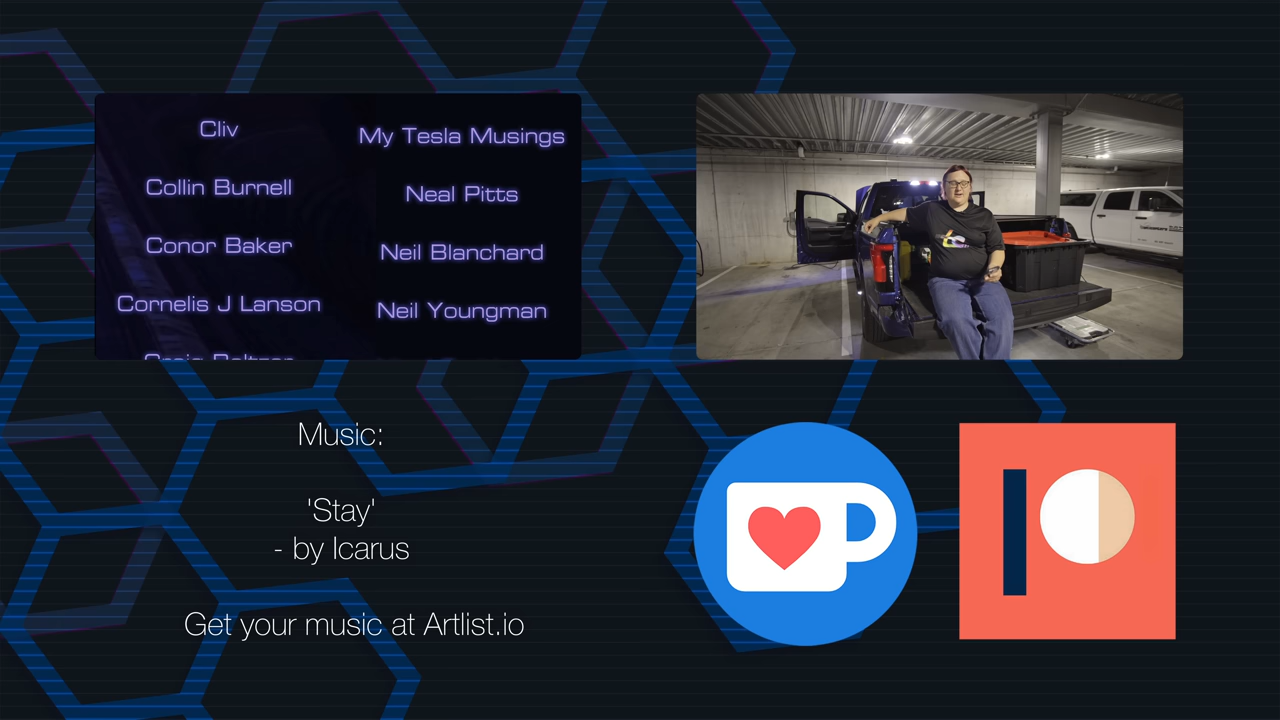 Cliv
Collin Burnell
Conor Baker
Cornelis J Lanson
My Tesla Musings
Neal Pitts
Neil Blanchard
Neil Youngman
Music:
'Stay'
- by Icarus
Get your music at Artlist.io